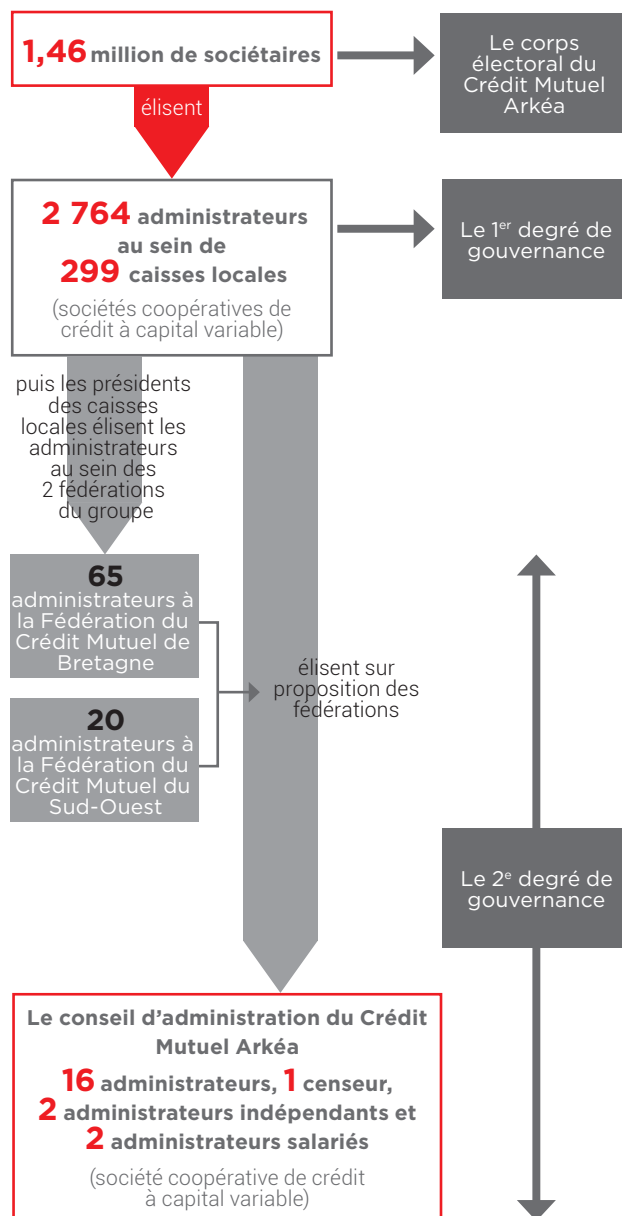 1,46 million de sociétaires
Le corps
électoral du
Crédit Mutuel
Arkéa
élisent
2 764 administrateurs
au sein de
299 caisses locales
(sociétés coopératives de
crédit à capital variable)
Le 1er degré de
gouvernance
puis les présidents
des caisses
locales élisent les
administrateurs
au sein des
2 fédérations
du groupe
65
administrateurs à
la Fédération du
Crédit Mutuel de
Bretagne
élisent sur
proposition des
fédérations
20
administrateurs à
la Fédération du
Crédit Mutuel du
Sud-Ouest
Le 2e degré de
gouvernance
Le conseil d’administration du Crédit
Mutuel Arkéa
16 administrateurs, 1 censeur,
2 administrateurs indépendants et
2 administrateurs salariés
(société coopérative de crédit
à capital variable)